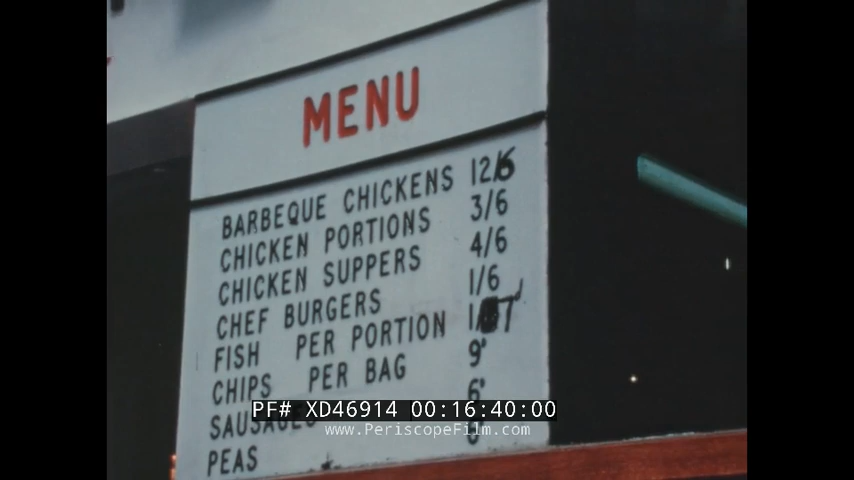 MENU
BARBEQUE CHICKENS 12/6
CHICKEN PORTIONS 3/6
CHICKEN SUPPERS 4/6
CHEF BURGERS 1/6
FISH PER PORTION
CHIPS PER BAG 9'
SAUSAGES 6'
PEAS
PF# XD46914 00:16:40:00
www.PeriscopeFilm.com